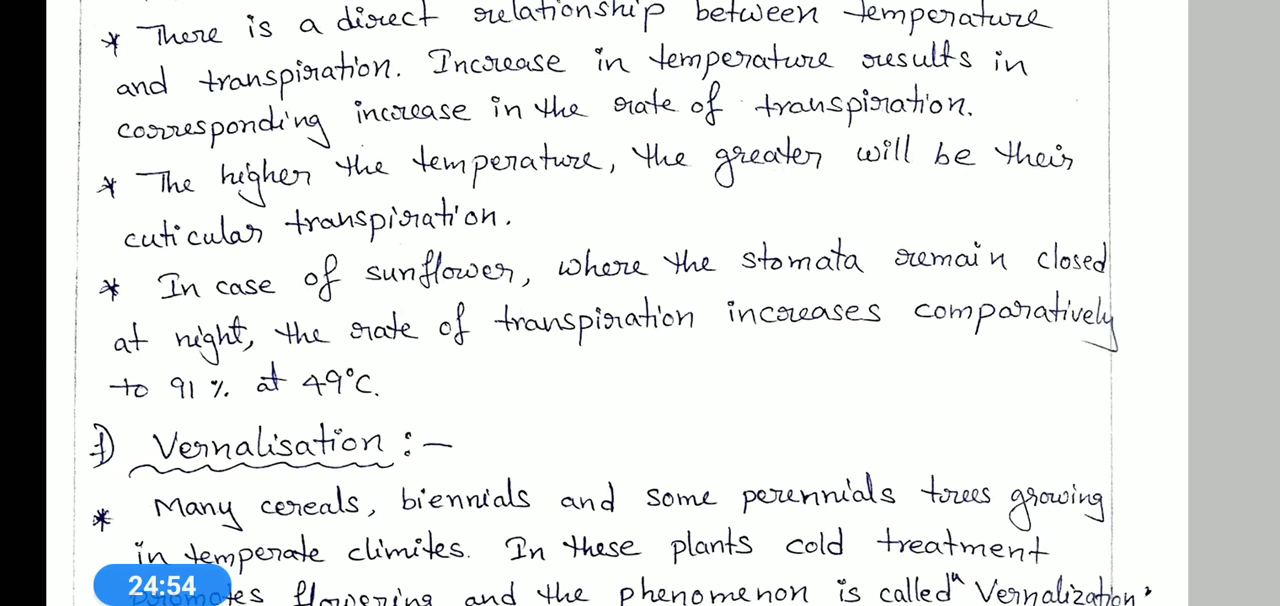 * There is a direct relationship between temperature
and transpiration. Increase in temperature results in
corresponding increase in the rate of transpiration.
* The higher the temperature, the greater will be their
cuticular transpiration.
* In case of sunflower, where the stomata remain closed
at night, the rate of transpiration increases comparatively
to 91 % at 49°C.
f) Vernalisation :-
* Many cereals, biennials and some perennials trees growing
in temperate climites. In these plants cold treatment
24:54
promotes flowering and the phenomenon is called "Vernalization"